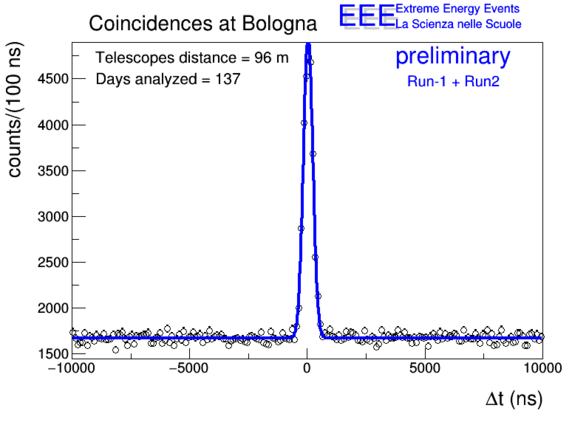 Coincidences at Bologna
EEE Extreme Energy Events
La Scienza nelle Scuole
Telescopes distance = 96 m
Days analyzed = 137
preliminary
Run-1 + Run2
counts/(100 ns)
4500
4000
3500
3000
2500
2000
1500
−10000 −5000 0 5000 10000
Δt (ns)